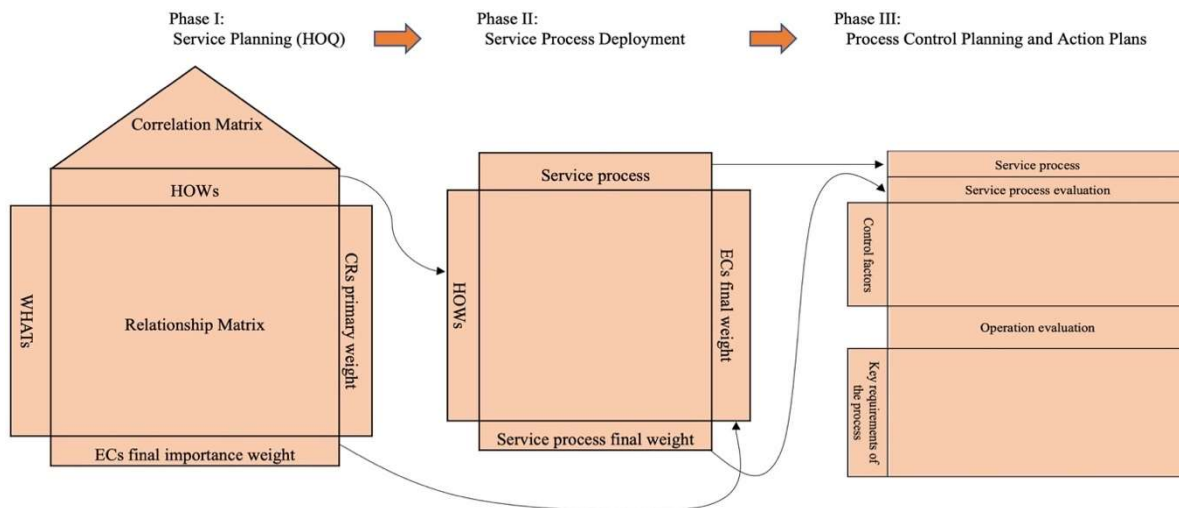 Phase I:
Service Planning (HOQ)
Phase II:
Service Process Deployment
Phase III:
Process Control Planning and Action Plans
Correlation Matrix
HOWs
WHATs
Relationship Matrix
CRs primary weight
ECs final importance weight
Service process
HOWs
ECs final weight
Service process final weight
Service process
Service process evaluation
Control factors
Operation evaluation
Key requirements of
the process